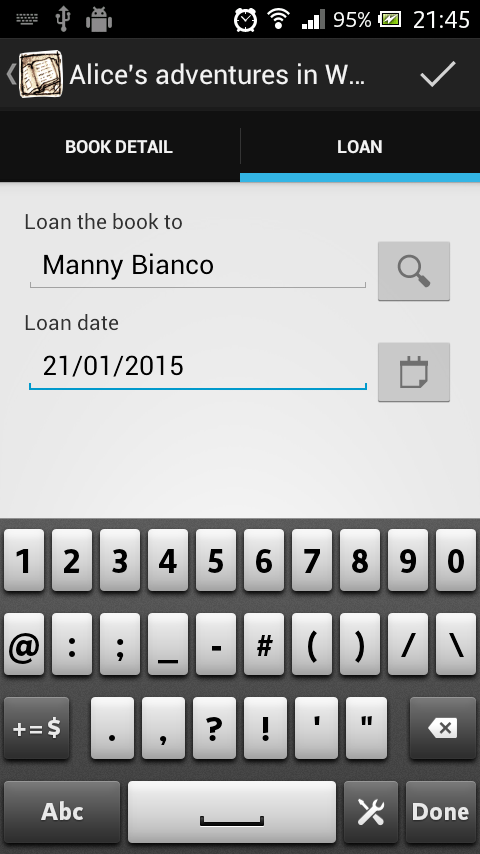 95% 21:45
Alice's adventures in W...
BOOK DETAIL LOAN
Loan the book to
Manny Bianco
Loan date
21/01/2015
1 2 3 4 5 6 7 8 9 0
@ : ; _ - # ( ) / \
+=$ . , ? ! ' "
Abc Done